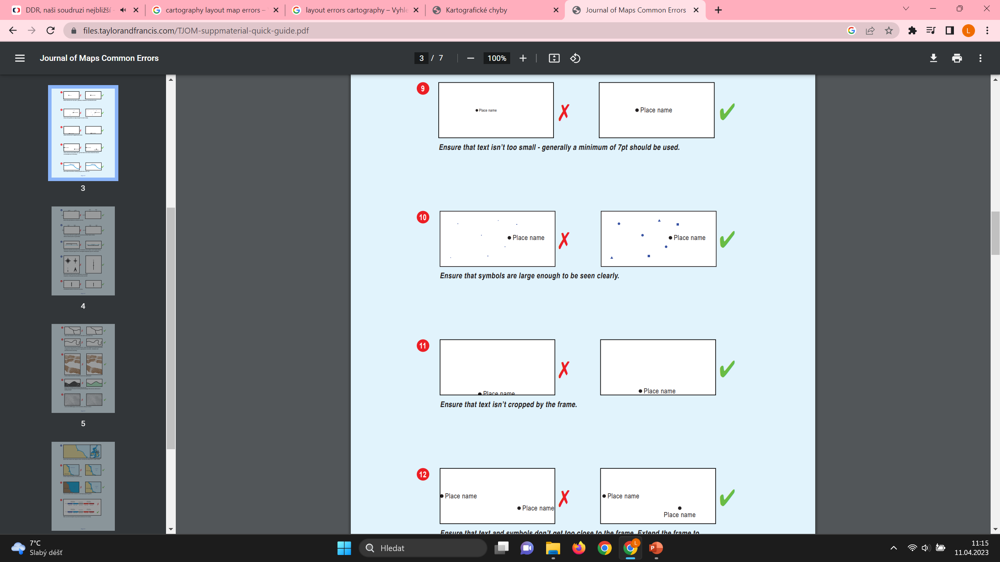 DDR, naši soudruzi nejbližší
cartography layout map errors –
layout errors cartography – Vyhle
Kartografické chyby
Journal of Maps Common Errors
files.taylorandfrancis.com/TJOM-suppmaterial-quick-guide.pdf
L
Journal of Maps Common Errors
3 / 7
100%
3
4
5
9
Place name
Place name
Ensure that text isn't too small - generally a minimum of 7pt should be used.
10
Place name
Place name
Ensure that symbols are large enough to be seen clearly.
11
Place name
Place name
Ensure that text isn't cropped by the frame.
12
Place name
Place name
Place name
Place name
Ensure that text and symbols don't get too close to the frame. Extend the frame to
7°C
Slabý déšť
Hledat
L
P
11:15
11.04.2023